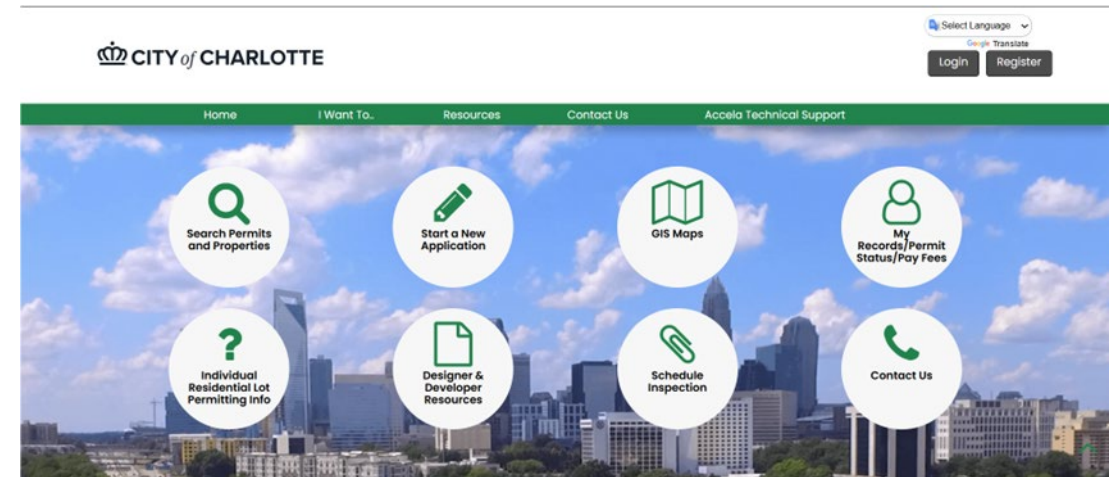 Select Language
Google Translate
CITY of CHARLOTTE
Login Register
Home I Want To.. Resources Contact Us Accela Technical Support
Search Permits
and Properties
Start a New
Application
GIS Maps
My
Records/Permit
Status/Pay Fees
Individual
Residential Lot
Permitting Info
Designer &
Developer
Resources
Schedule
Inspection
Contact Us